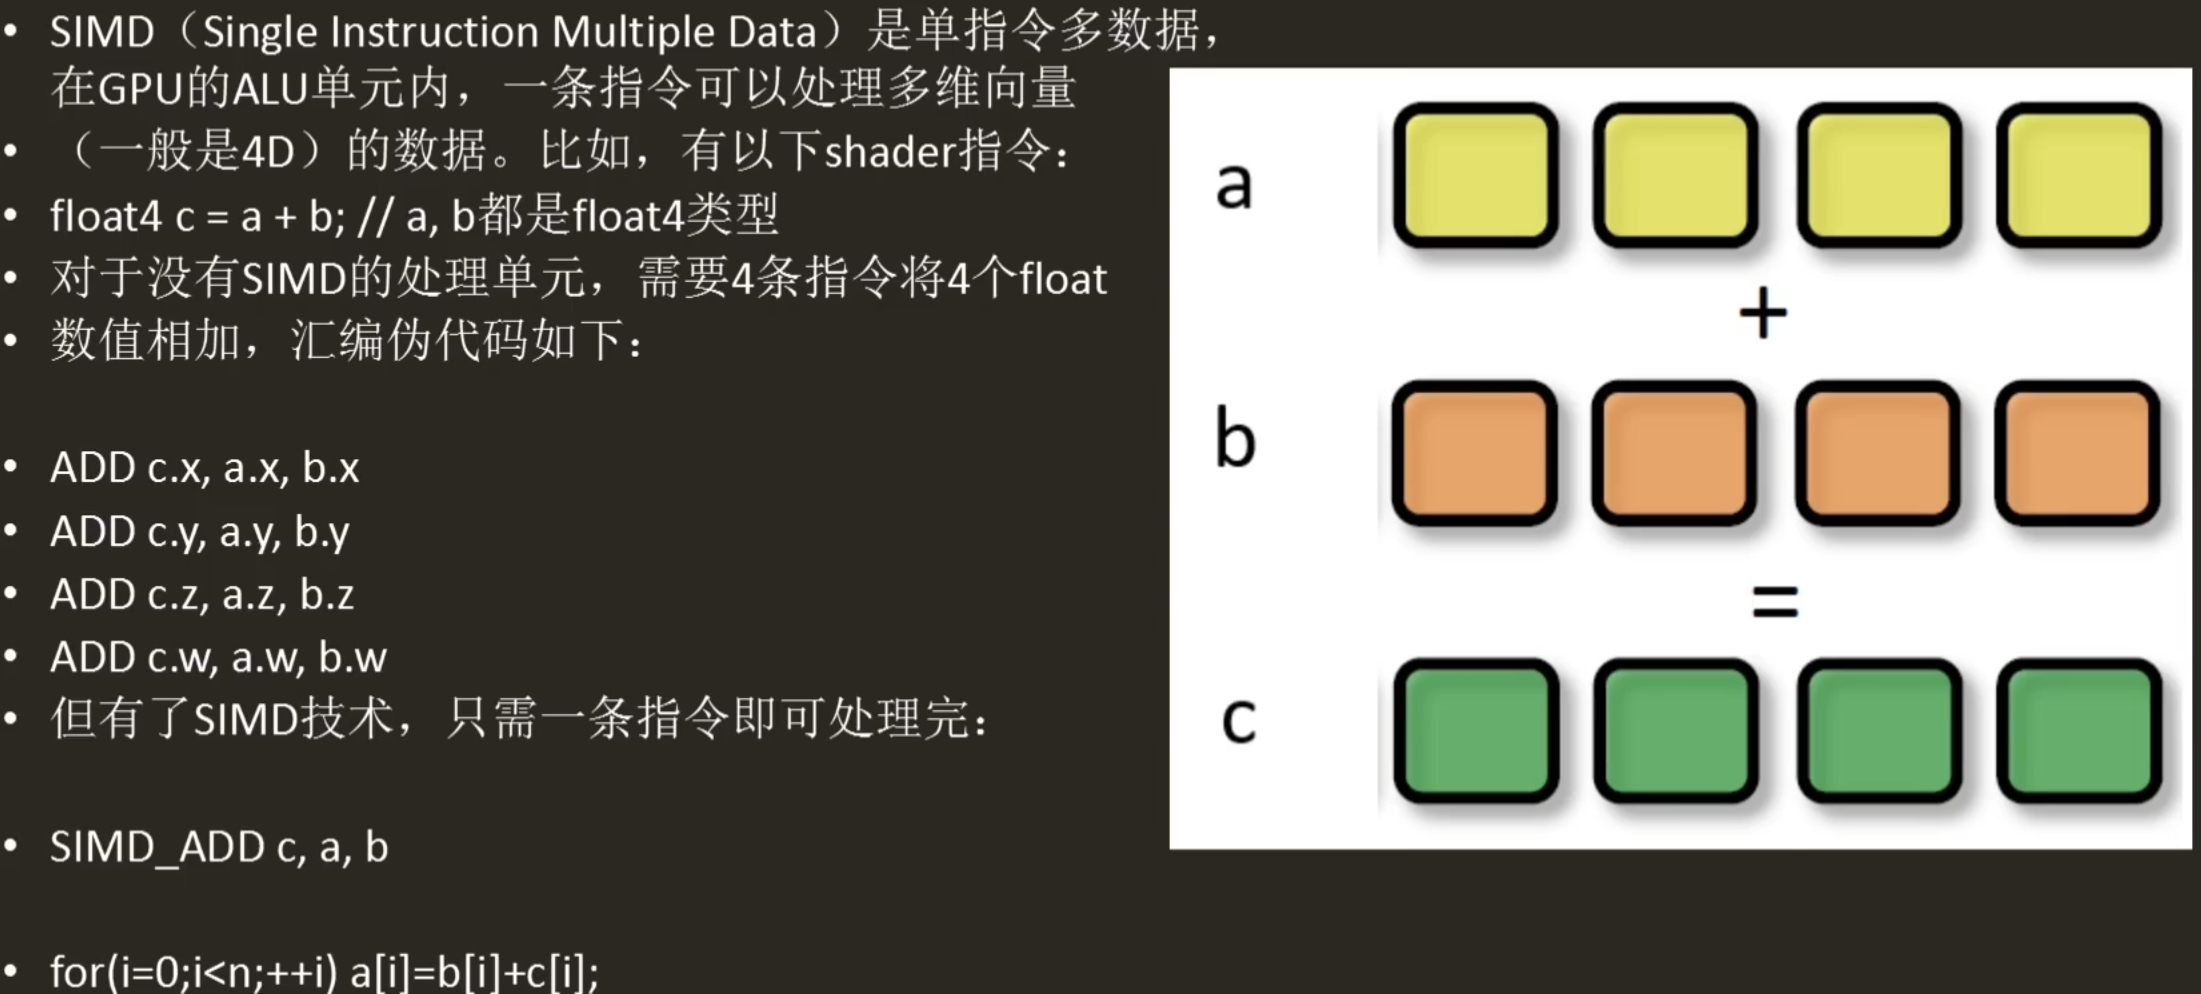 • SIMD（Single Instruction Multiple Data）是单指令多数据，
在GPU的ALU单元内，一条指令可以处理多维向量
• （一般是4D）的数据。比如，有以下shader指令：
• float4 c = a + b; // a, b都是float4类型
• 对于没有SIMD的处理单元，需要4条指令将4个float
• 数值相加，汇编伪代码如下：
• ADD c.x, a.x, b.x
• ADD c.y, a.y, b.y
• ADD c.z, a.z, b.z
• ADD c.w, a.w, b.w
• 但有了SIMD技术，只需一条指令即可处理完：
• SIMD_ADD c, a, b
• for(i=0;i<n;++i) a[i]=b[i]+c[i];
a
+
b
=
c